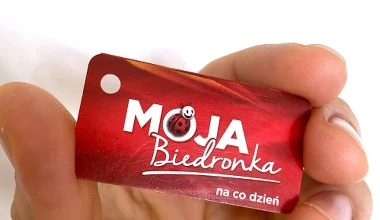 MOJA
Biedronka
na co dzień